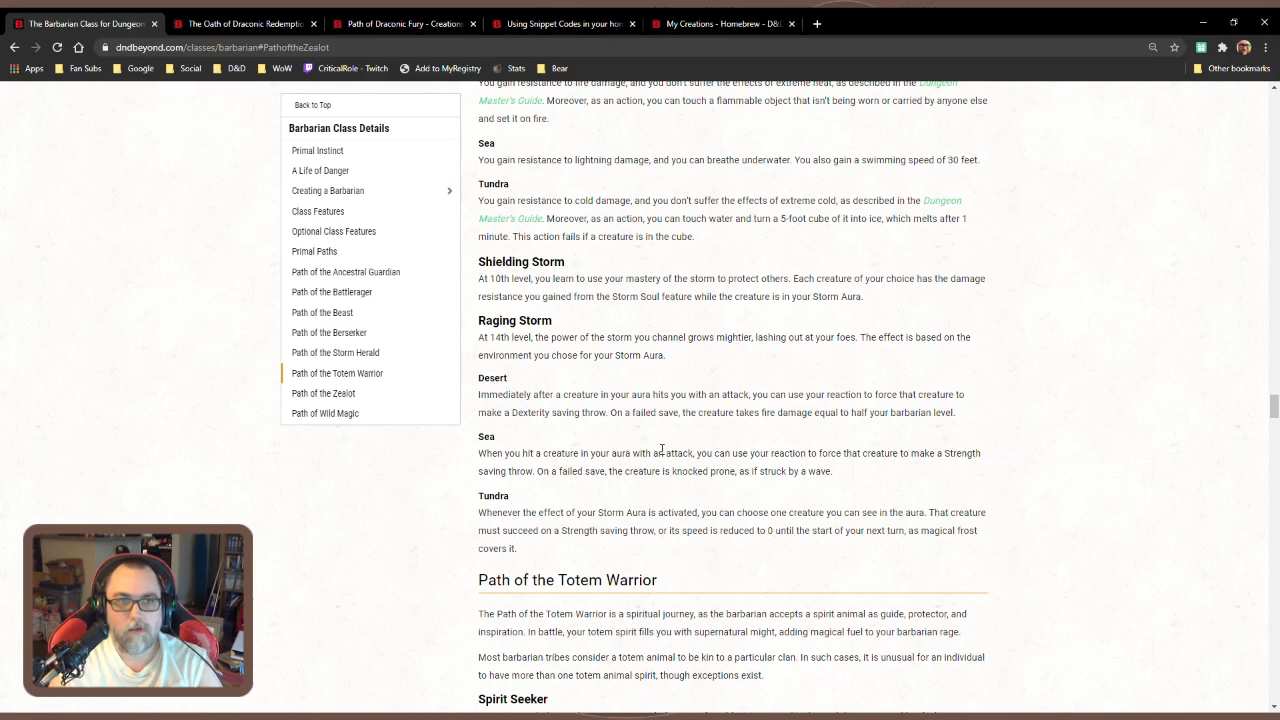 The Barbarian Class for Dungeon
The Oath of Draconic Redemption
Path of Draconic Fury - Creations
Using Snippet Codes in your hom
My Creations - Homebrew - D&D
dndbeyond.com/classes/barbarian#PathoftheZealot
Apps
Fan Subs
Google
Social
D&D
WoW
CriticalRole - Twitch
Add to MyRegistry
Stats
Bear
Other bookmarks
Back to Top
Barbarian Class Details
Primal Instinct
A Life of Danger
Creating a Barbarian
Class Features
Optional Class Features
Primal Paths
Path of the Ancestral Guardian
Path of the Battlerager
Path of the Beast
Path of the Berserker
Path of the Storm Herald
Path of the Totem Warrior
Path of the Zealot
Path of Wild Magic
You gain resistance to fire damage, and you don't suffer the effects of extreme heat, as described in the Dungeon
Master's Guide. Moreover, as an action, you can touch a flammable object that isn't being worn or carried by anyone else
and set it on fire.
Sea
You gain resistance to lightning damage, and you can breathe underwater. You also gain a swimming speed of 30 feet.
Tundra
You gain resistance to cold damage, and you don't suffer the effects of extreme cold, as described in the Dungeon
Master's Guide. Moreover, as an action, you can touch water and turn a 5-foot cube of it into ice, which melts after 1
minute. This action fails if a creature is in the cube.
Shielding Storm
At 10th level, you learn to use your mastery of the storm to protect others. Each creature of your choice has the damage
resistance you gained from the Storm Soul feature while the creature is in your Storm Aura.
Raging Storm
At 14th level, the power of the storm you channel grows mightier, lashing out at your foes. The effect is based on the
environment you chose for your Storm Aura.
Desert
Immediately after a creature in your aura hits you with an attack, you can use your reaction to force that creature to
make a Dexterity saving throw. On a failed save, the creature takes fire damage equal to half your barbarian level.
Sea
When you hit a creature in your aura with an attack, you can use your reaction to force that creature to make a Strength
saving throw. On a failed save, the creature is knocked prone, as if struck by a wave.
Tundra
Whenever the effect of your Storm Aura is activated, you can choose one creature you can see in the aura. That creature
must succeed on a Strength saving throw, or its speed is reduced to 0 until the start of your next turn, as magical frost
covers it.
Path of the Totem Warrior
The Path of the Totem Warrior is a spiritual journey, as the barbarian accepts a spirit animal as guide, protector, and
inspiration. In battle, your totem spirit fills you with supernatural might, adding magical fuel to your barbarian rage.
Most barbarian tribes consider a totem animal to be kin to a particular clan. In such cases, it is unusual for an individual
to have more than one totem animal spirit, though exceptions exist.
Spirit Seeker